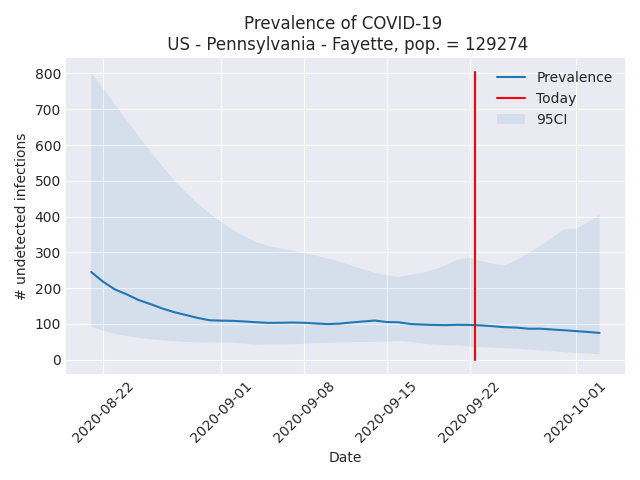 Prevalence of COVID-19
US - Pennsylvania - Fayette, pop. = 129274
Prevalence
Today
95CI
800
700
600
500
400
300
200
100
0
# undetected infections
2020-08-22
2020-09-01
2020-09-08
2020-09-15
2020-09-22
2020-10-01
Date